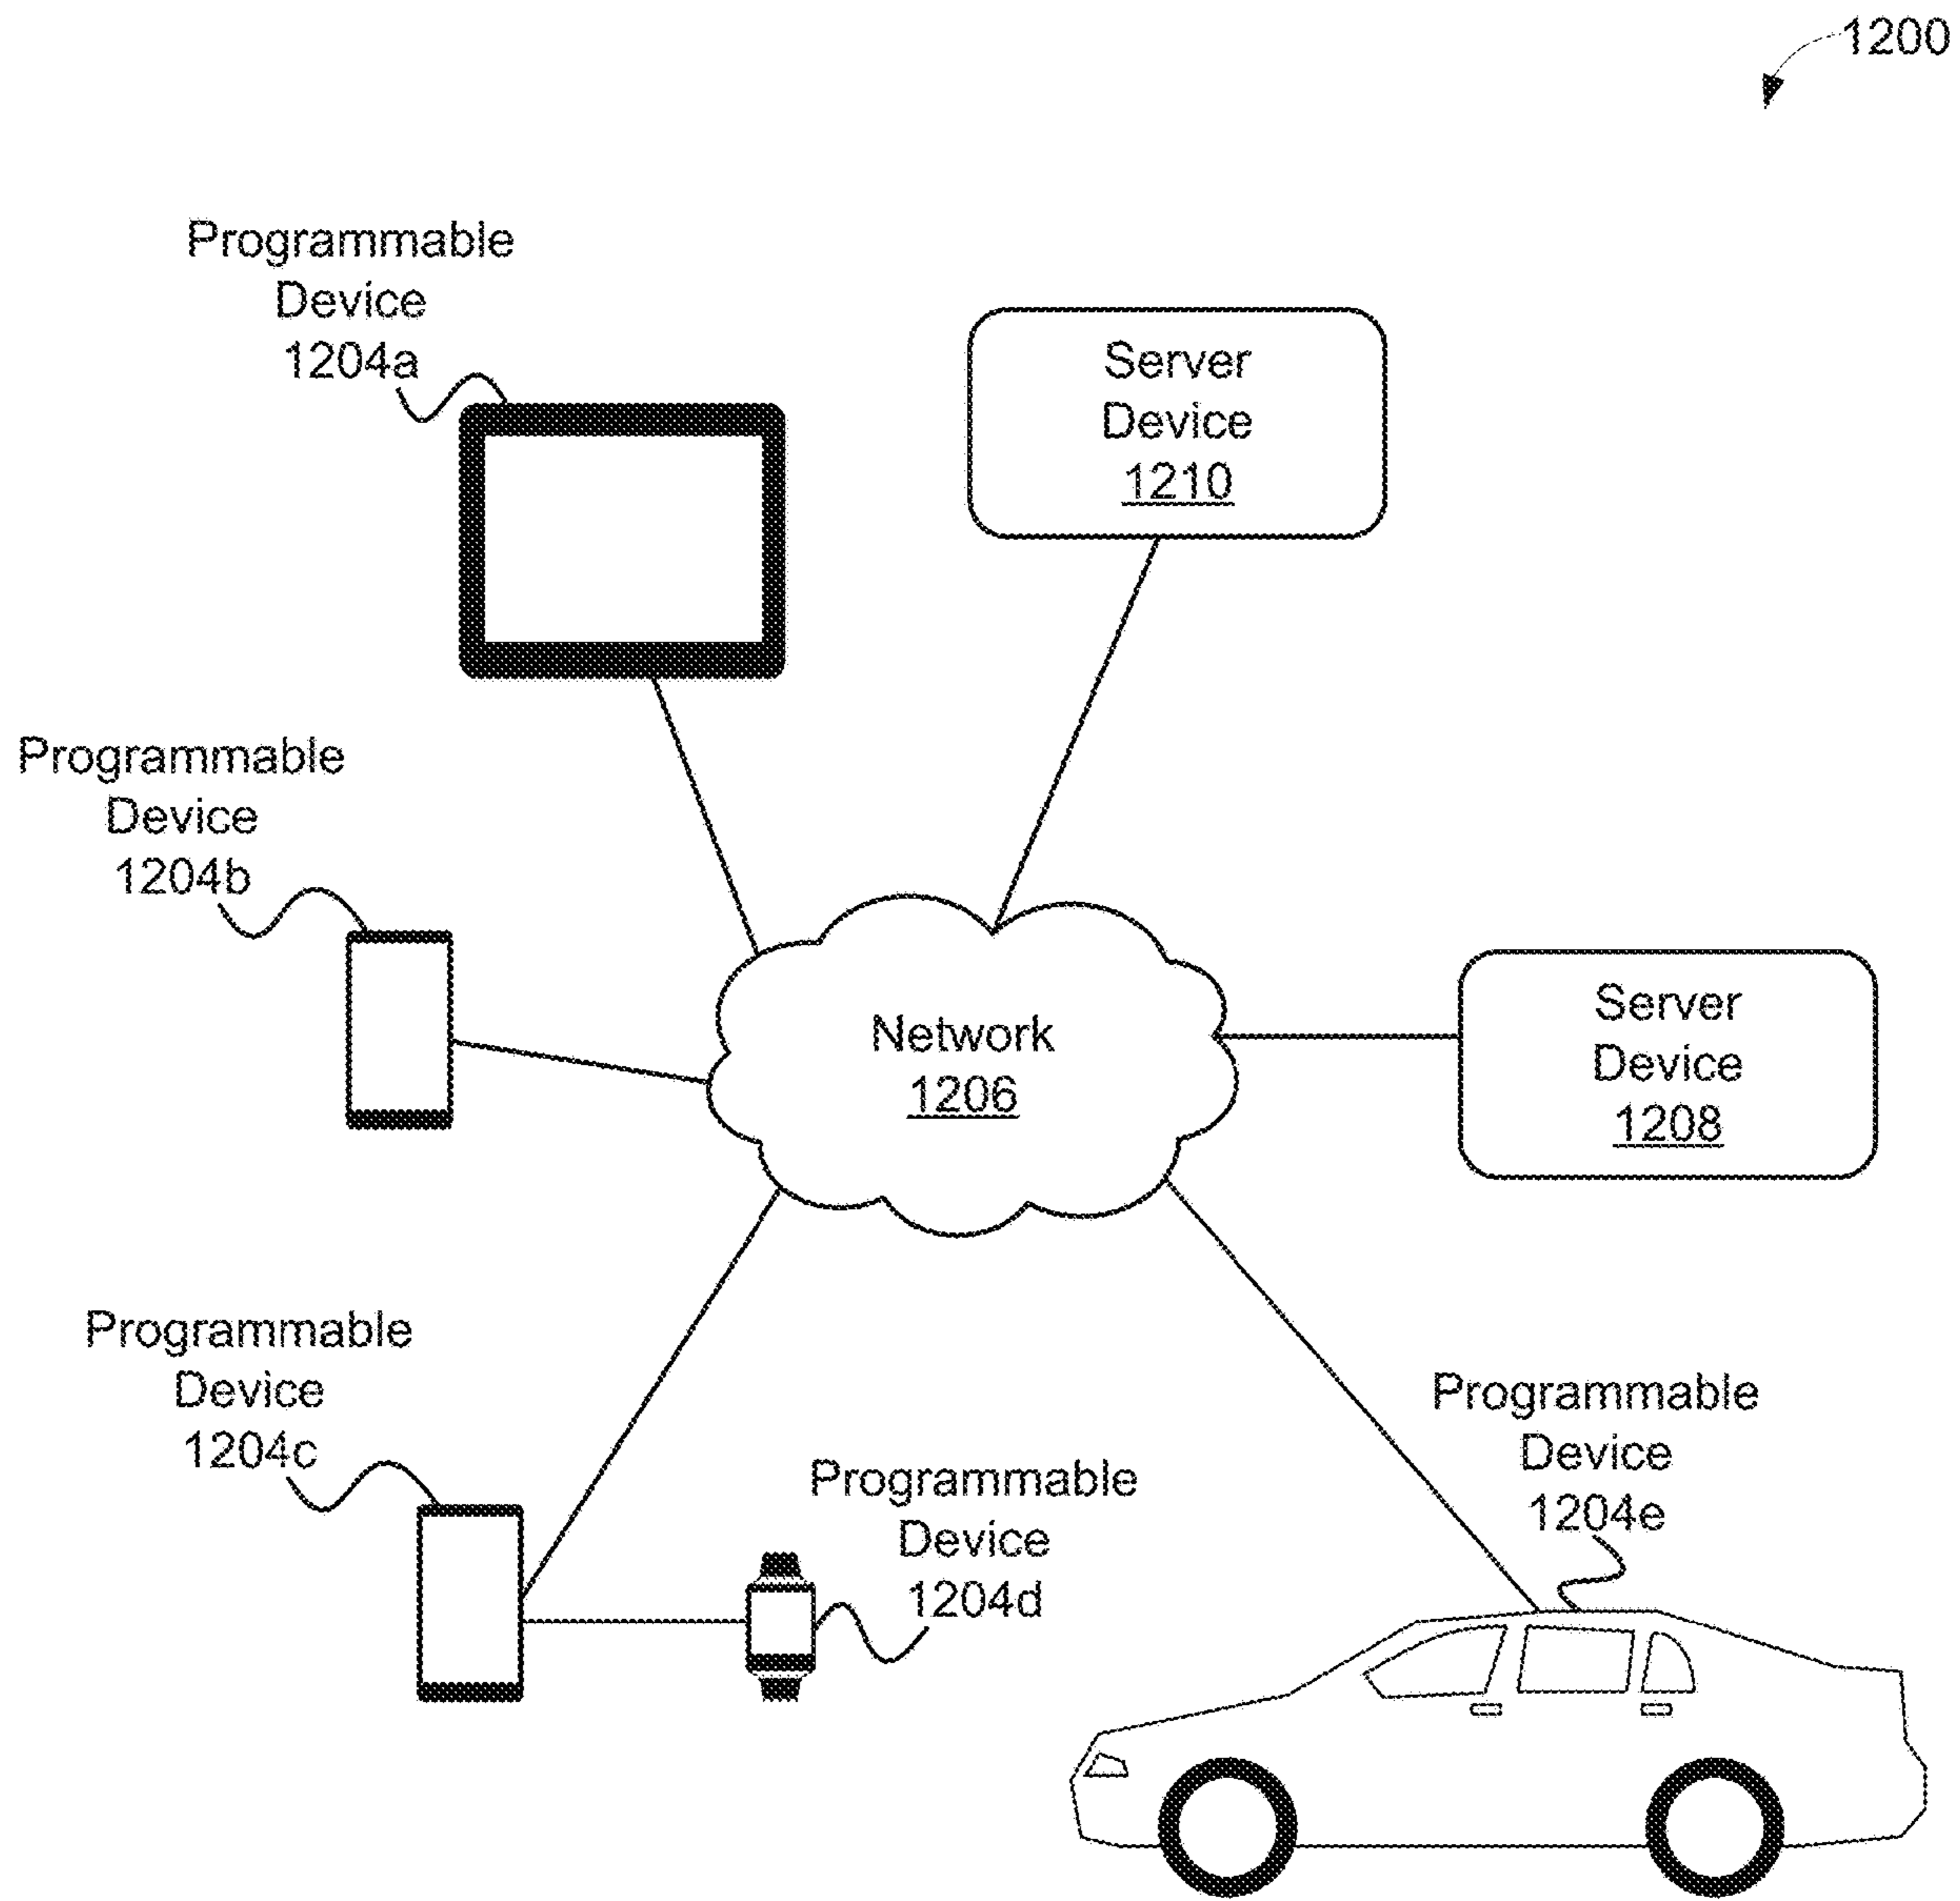 1200
Programmable
Device
1204a
Server
Device
1210
Programmable
Device
1204b
Network
1206
Server
Device
1208
Programmable
Device
1204c
Programmable
Device
1204d
Programmable
Device
1204e